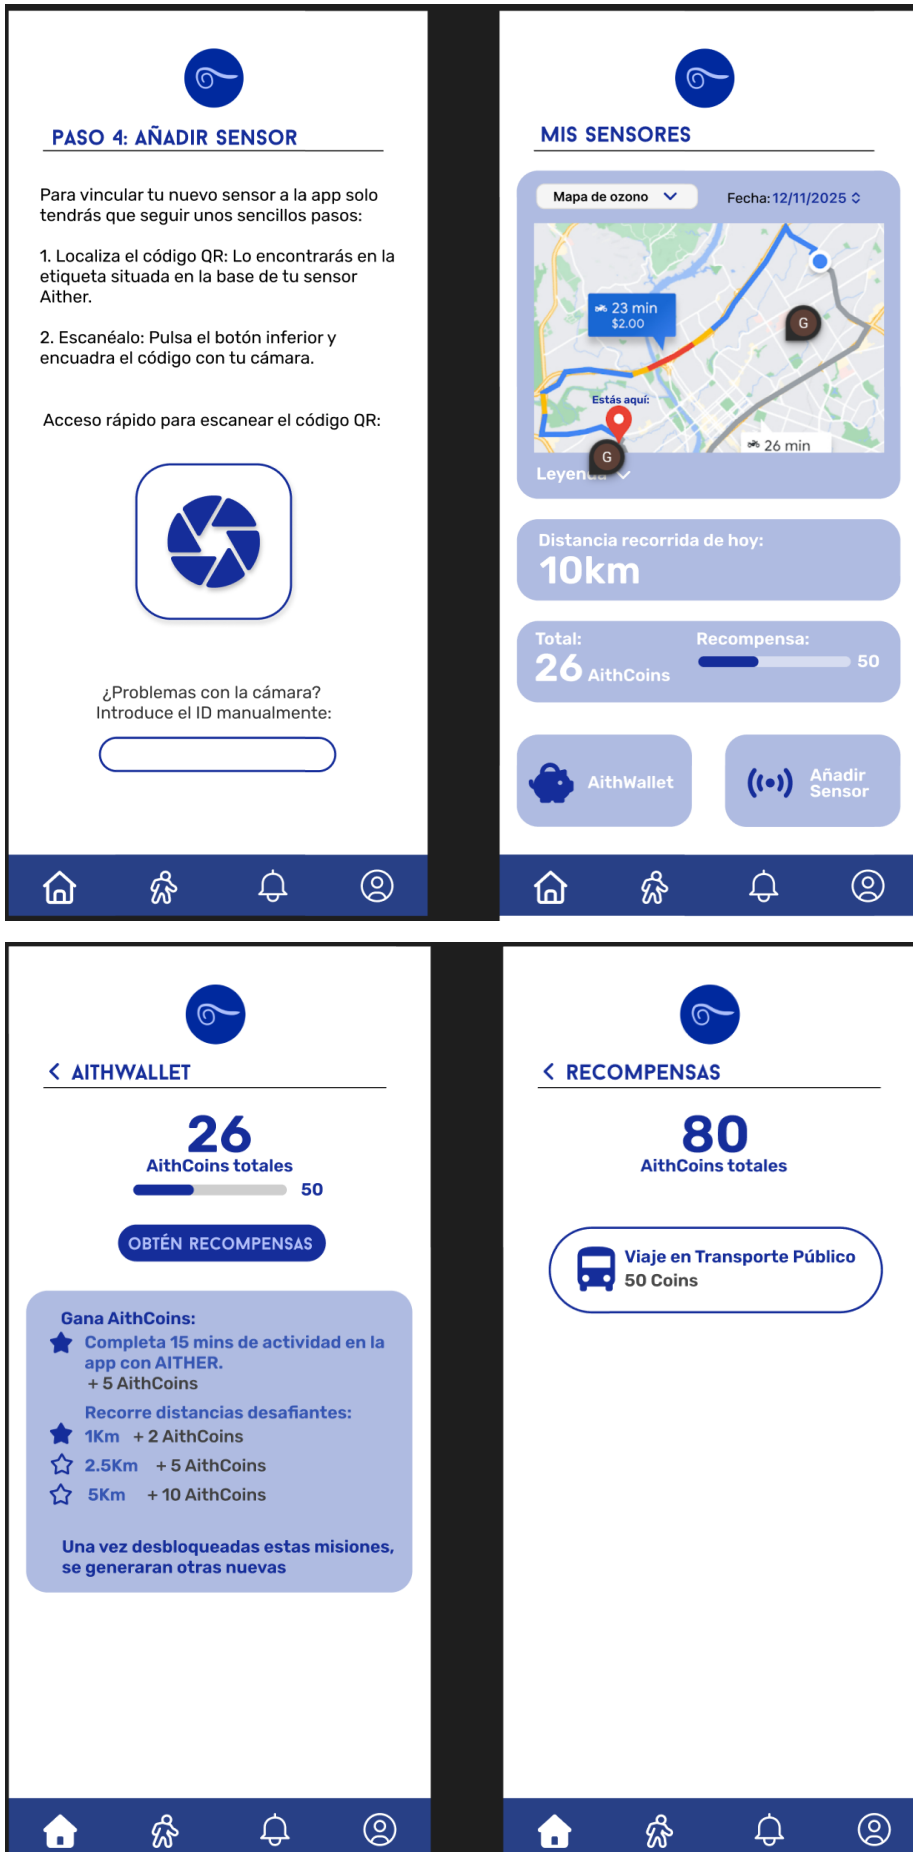 PASO 4: AÑADIR SENSOR
Para vincular tu nuevo sensor a la app solo
tendrás que seguir unos sencillos pasos:
1. Localiza el código QR: Lo encontrarás en la
etiqueta situada en la base de tu sensor
Aither.
2. Escanéalo: Pulsa el botón inferior y
encuadra el código con tu cámara.
Acceso rápido para escanear el código QR:
¿Problemas con la cámara?
Introduce el ID manualmente:
MIS SENSORES
Mapa de ozono
Fecha: 12/11/2025
23 min
$2.00
G
Estás aquí:
26 min
G
Leyenda
Distancia recorrida de hoy:
10km
Total:
26 AithCoins
Recompensa:
50
AithWallet
Añadir
Sensor
< AITHWALLET
26
AithCoins totales
50
OBTÉN RECOMPENSAS
Gana AithCoins:
Completa 15 mins de actividad en la
app con AITHER.
+ 5 AithCoins
Recorre distancias desafiantes:
1Km + 2 AithCoins
2.5Km + 5 AithCoins
5Km + 10 AithCoins
Una vez desbloqueadas estas misiones,
se generaran otras nuevas
< RECOMPENSAS
80
AithCoins totales
Viaje en Transporte Público
50 Coins